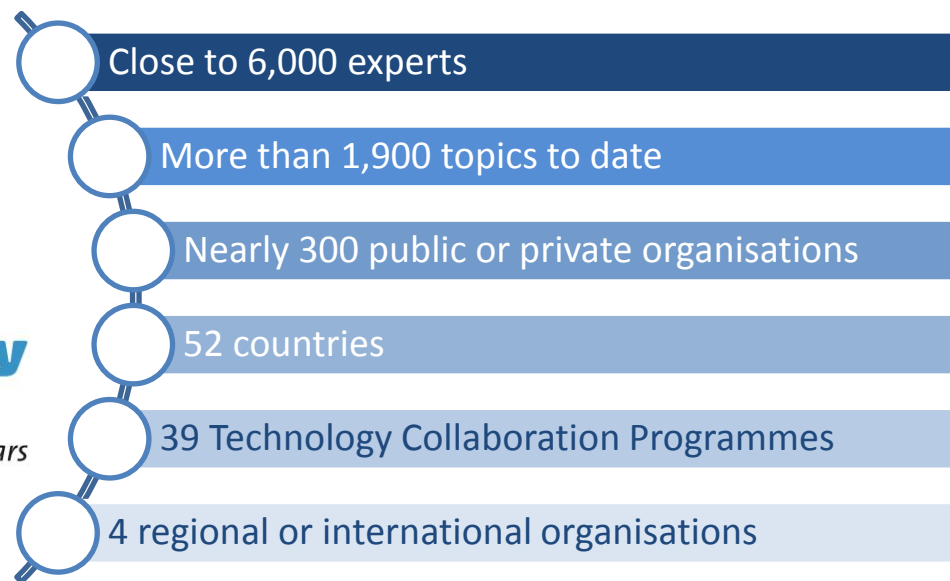 Close to 6,000 experts
More than 1,900 topics to date
Nearly 300 public or private organisations
52 countries
39 Technology Collaboration Programmes
4 regional or international organisations